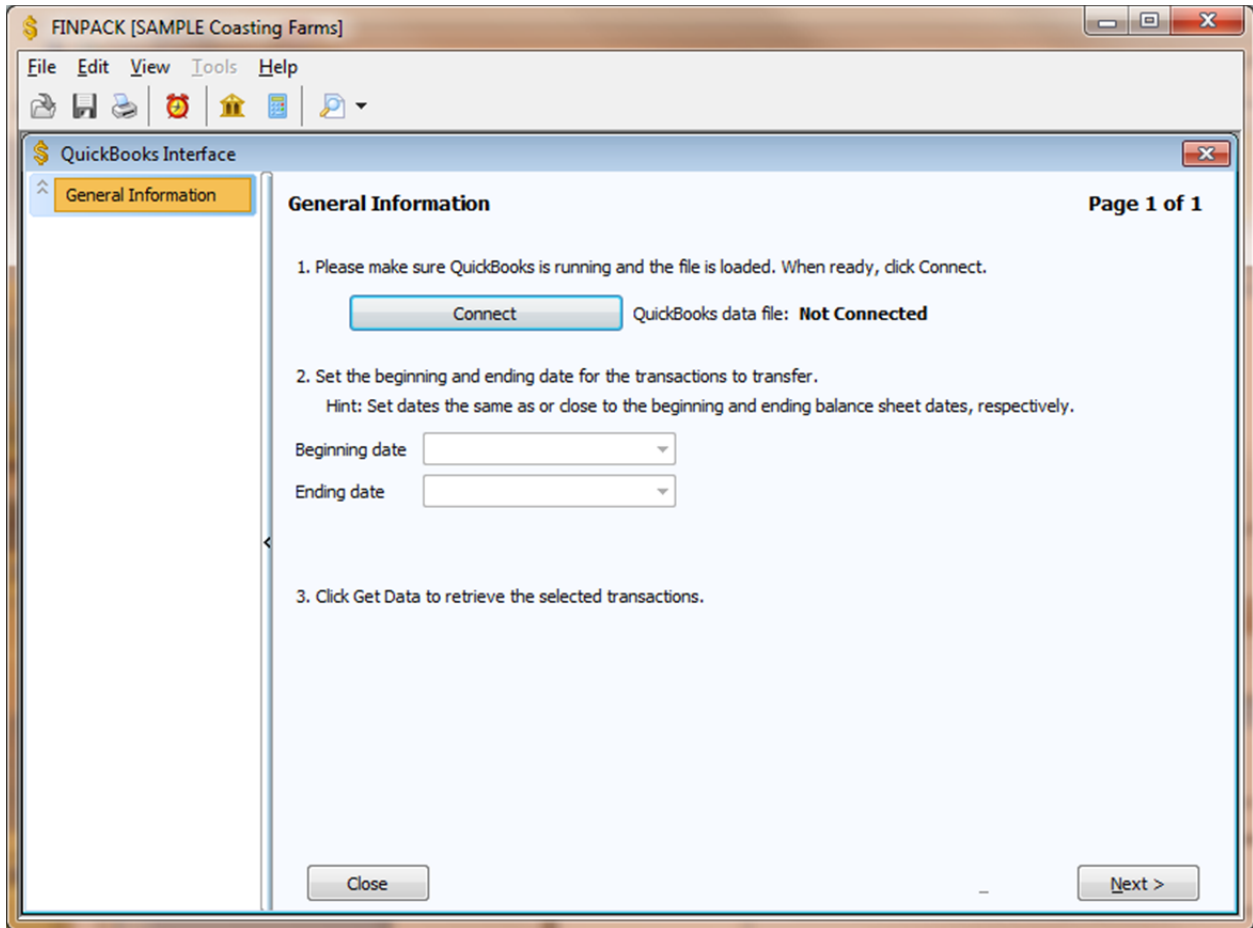 FINPACK [SAMPLE Coasting Farms]
File Edit View Tools Help
QuickBooks Interface
General Information
General Information Page 1 of 1
1. Please make sure QuickBooks is running and the file is loaded. When ready, click Connect.
Connect QuickBooks data file: Not Connected
2. Set the beginning and ending date for the transactions to transfer.
Hint: Set dates the same as or close to the beginning and ending balance sheet dates, respectively.
Beginning date
Ending date
3. Click Get Data to retrieve the selected transactions.
Close Next >